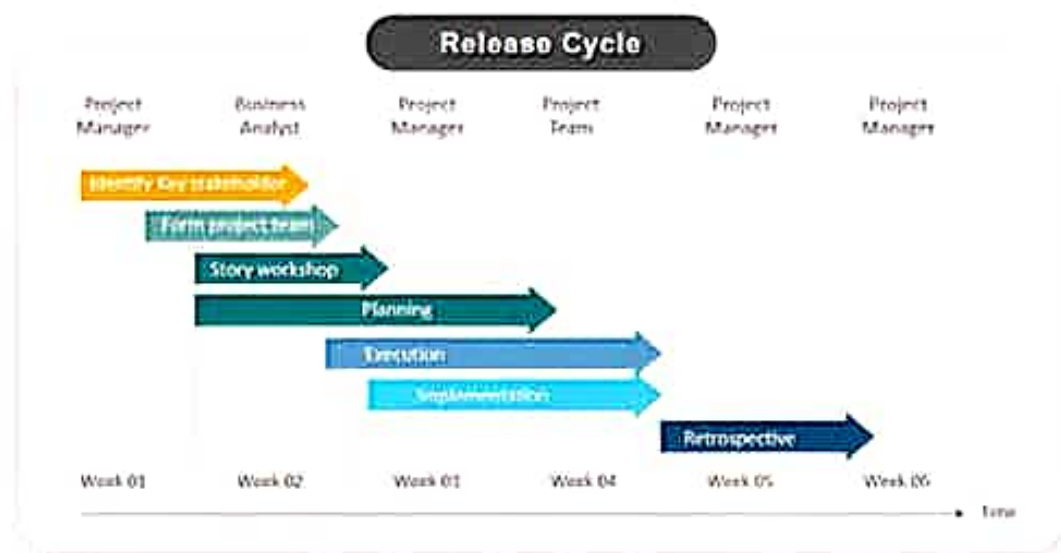 Release Cycle
Project Manager
Business Analyst
Project Manager
Project Team
Project Manager
Project Manager
Identify Key stakeholder
Form project team
Story workshop
Planning
Execution
Implementation
Retrospective
Week 01
Week 02
Week 03
Week 04
Week 05
Week 06
Time